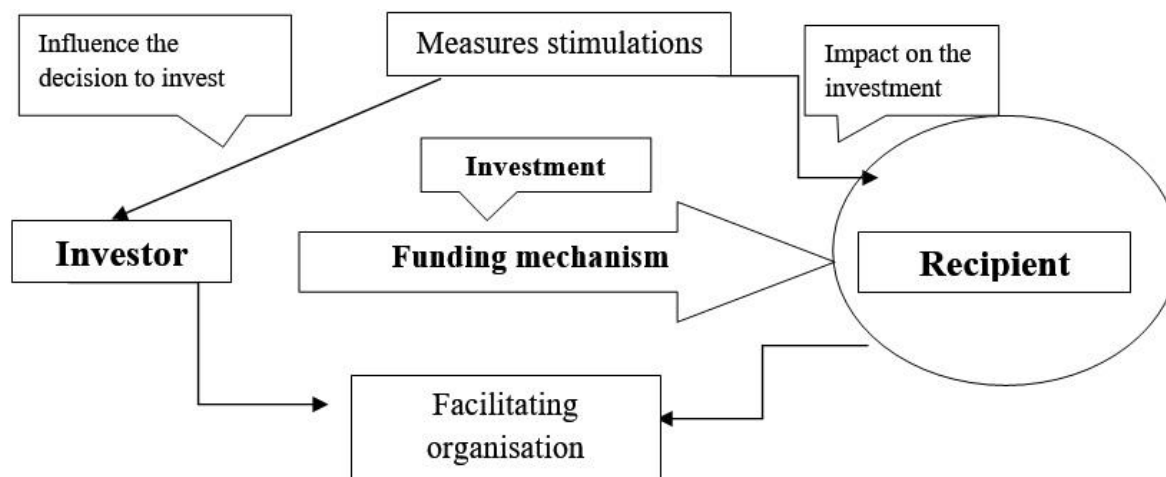 Influence the
decision to invest
Measures stimulations
Impact on the
investment
Investment
Investor
Funding mechanism
Recipient
Facilitating
organisation